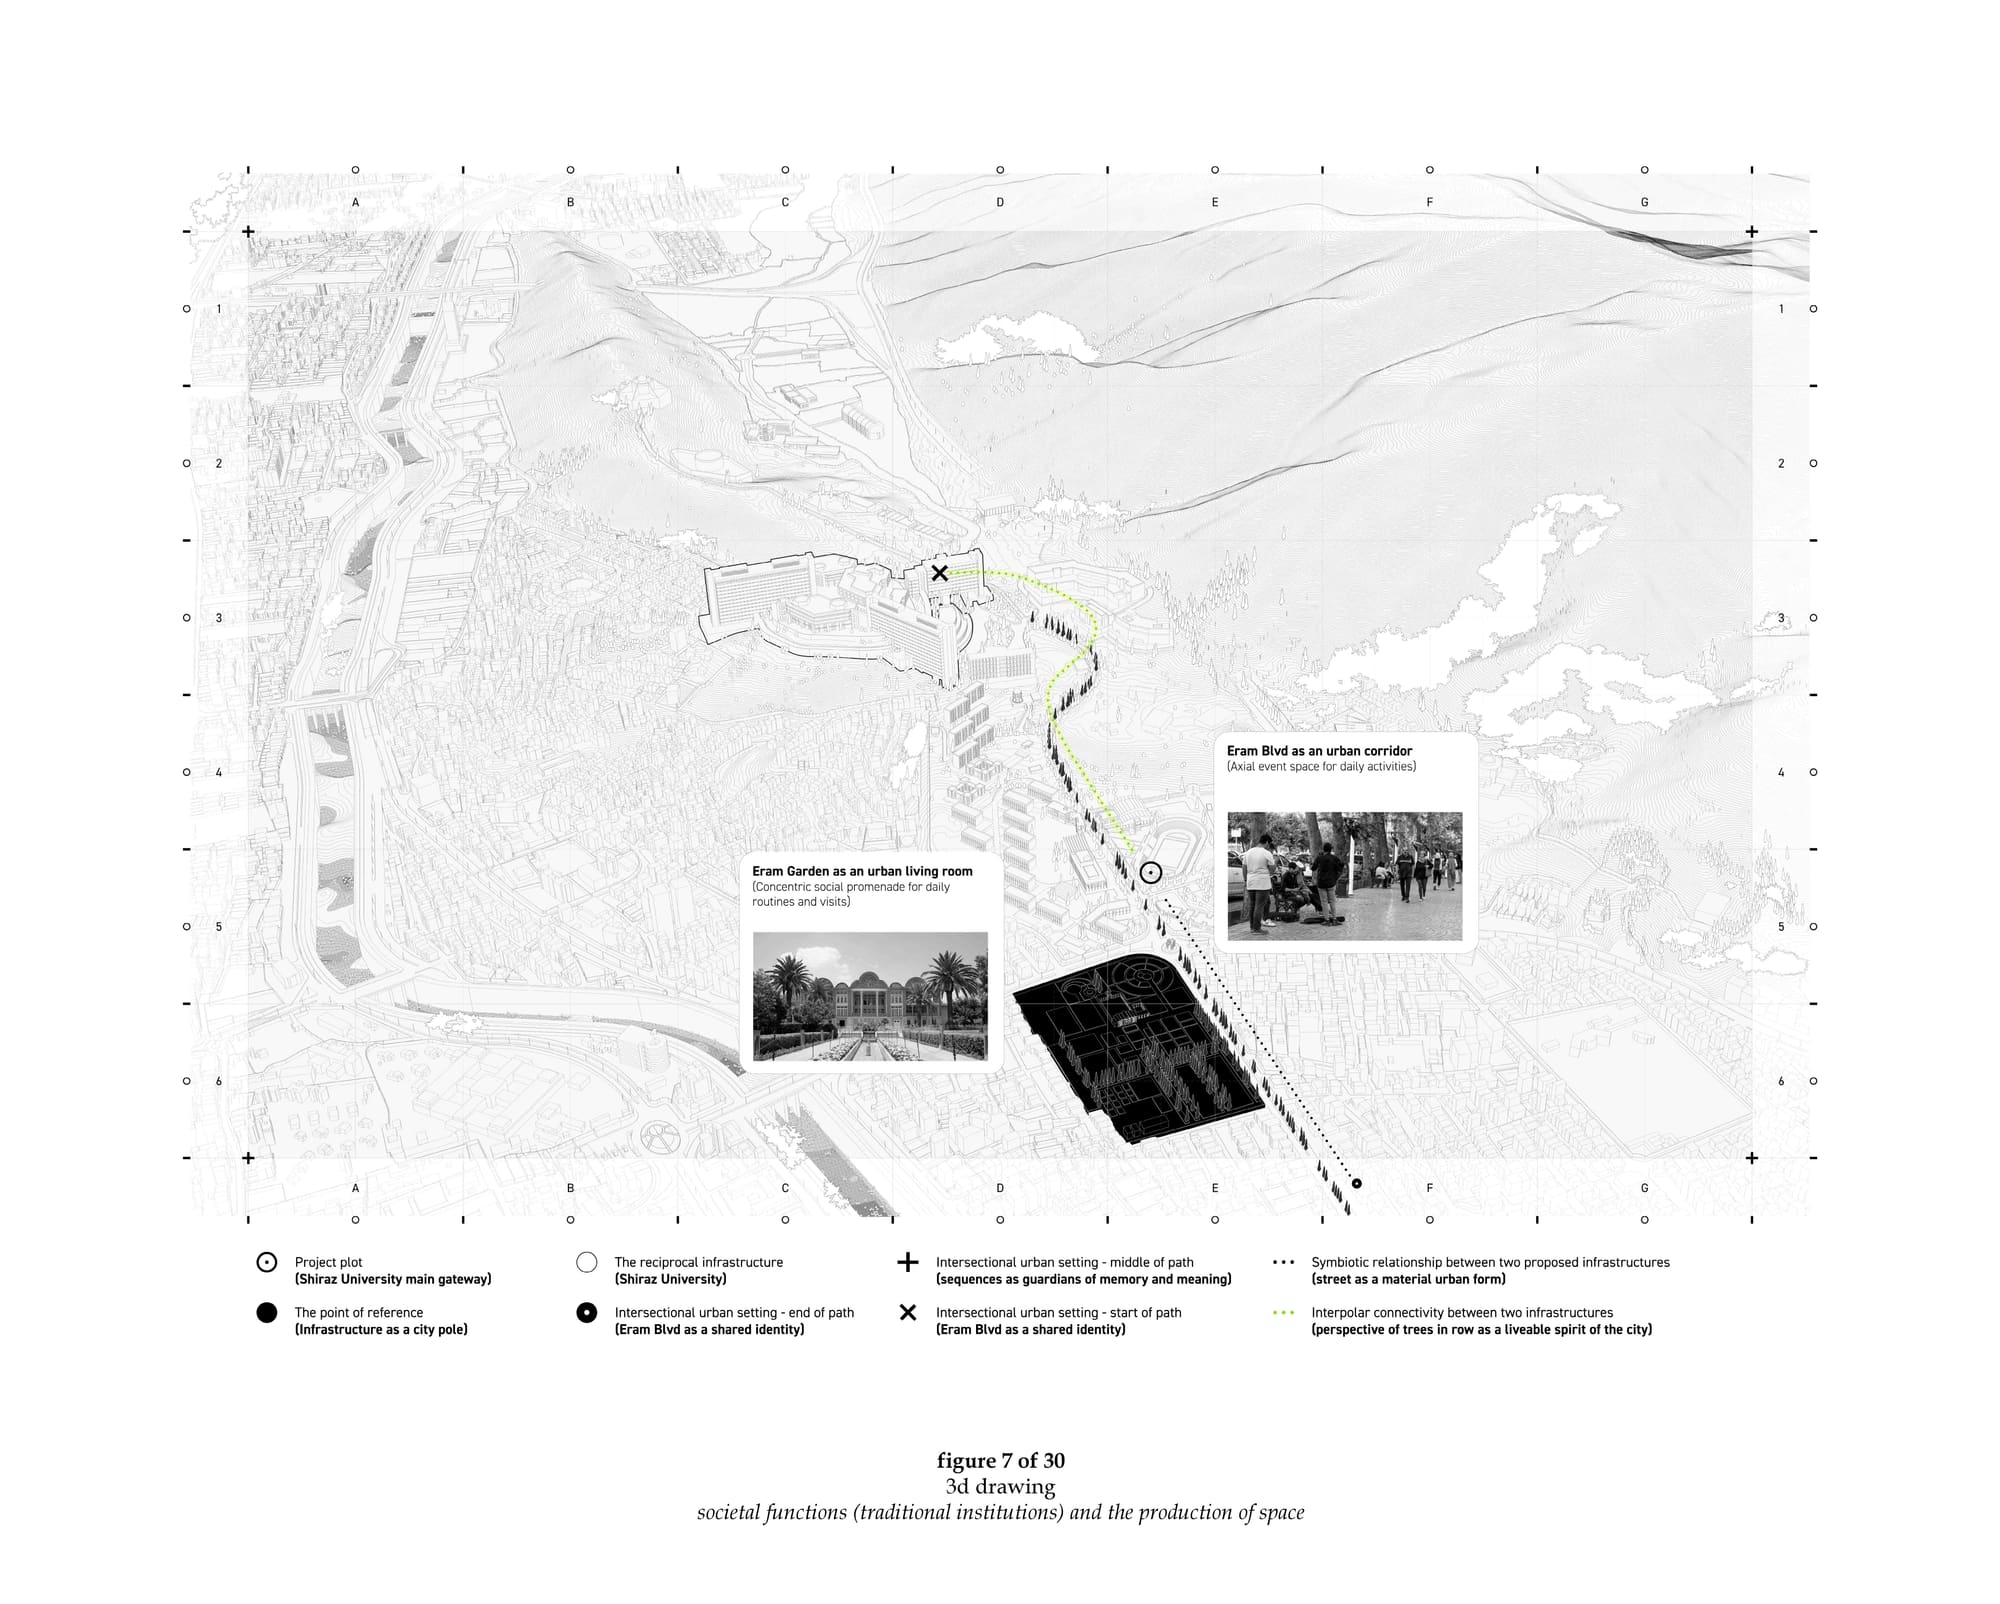 A B C D E F G
1 1
2 2
3 3
4 4
Eram Blvd as an urban corridor
(Axial event space for daily activities)
Eram Garden as an urban living room
(Concentric social promenade for daily
routines and visits)
5 5
6 6
A B C D E F G
Project plot
(Shiraz University main gateway)
The reciprocal infrastructure
(Shiraz University)
Intersectional urban setting - middle of path
(sequences as guardians of memory and meaning)
Symbiotic relationship between two proposed infrastructures
(street as a material urban form)
The point of reference
(Infrastructure as a city pole)
Intersectional urban setting - end of path
(Eram Blvd as a shared identity)
Intersectional urban setting - start of path
(Eram Blvd as a shared identity)
Interpolar connectivity between two infrastructures
(perspective of trees in row as a liveable spirit of the city)
figure 7 of 30
3d drawing
societal functions (traditional institutions) and the production of space